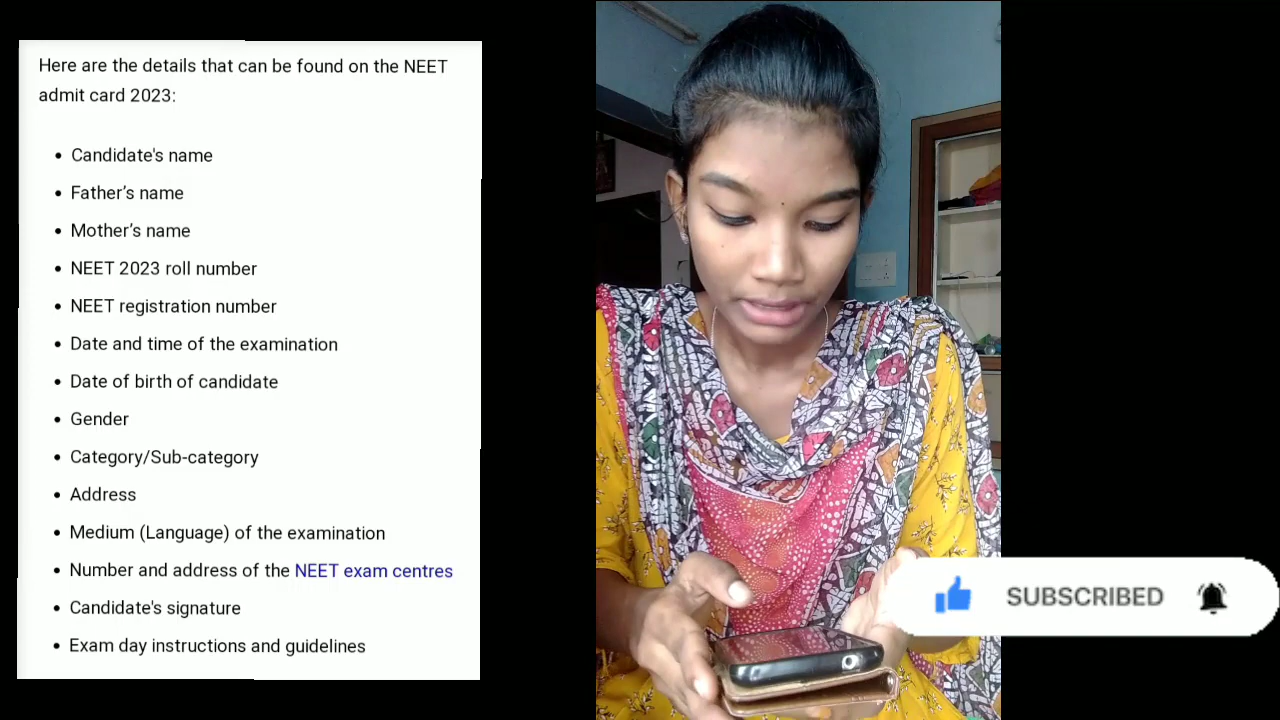 Here are the details that can be found on the NEET
admit card 2023:
• Candidate's name
• Father’s name
• Mother’s name
• NEET 2023 roll number
• NEET registration number
• Date and time of the examination
• Date of birth of candidate
• Gender
• Category/Sub-category
• Address
• Medium (Language) of the examination
• Number and address of the NEET exam centres
• Candidate's signature
• Exam day instructions and guidelines
SUBSCRIBED